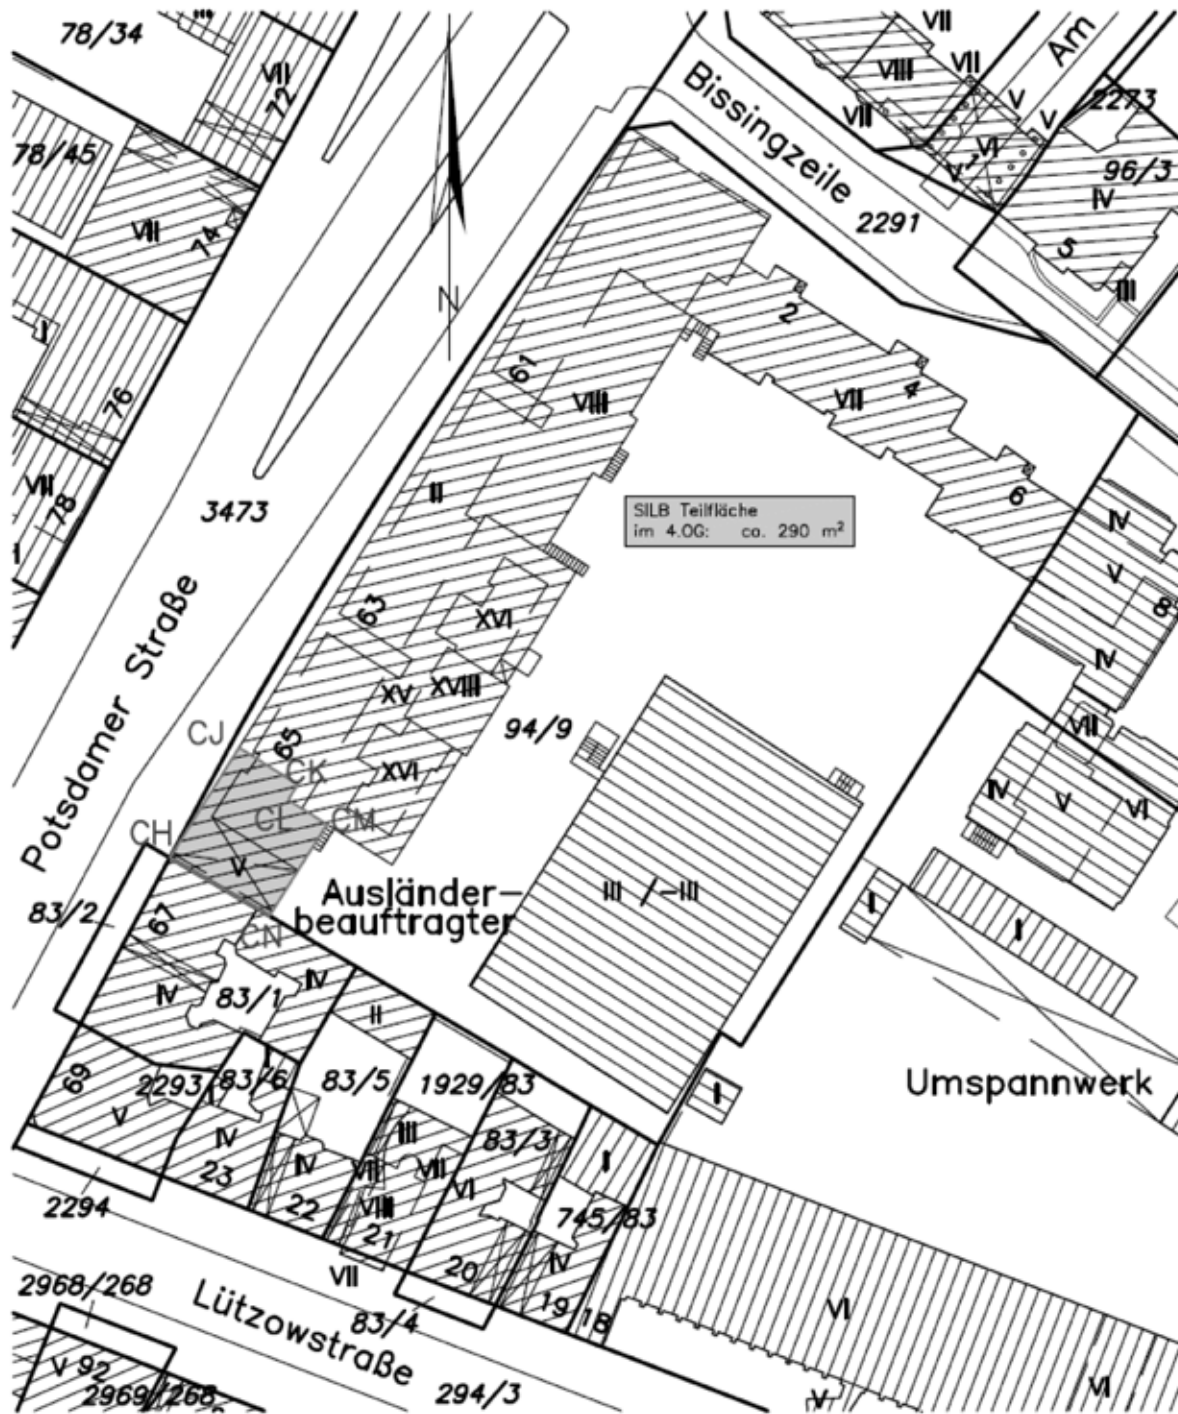 78/34
VII
72
VII
VIII
VII
VII
Am
V
V
2273
78/45
VII
74
Bissingzeile
VI
V
96/3
IV
2291
5
III
N
2
I
61
VIII
4
VII
76
II
6
VII
78
3473
SILB Teilfläche
im 4.OG: ca. 290 m²
IV
V
8
IV
63
XVI
XV
XVIII
Potsdamer Straße
CJ
65
CK
XVI
94/9
VII
IV
V
VI
CH
CL
CM
V
Ausländer-
beauftragter
III /-III
I
I
83/2
67
CN
IV
IV
83/1
II
69
2293
83/6
I
83/5
1929/83
I
Umspannwerk
V
IV
23
IV
22
III
VII
VII
VIII
21
VI
83/3
I
2294
745/83
20
IV
19
18
VII
2968/268
Lützowstraße
83/4
VI
V 92
2969/268
294/3
V
VI